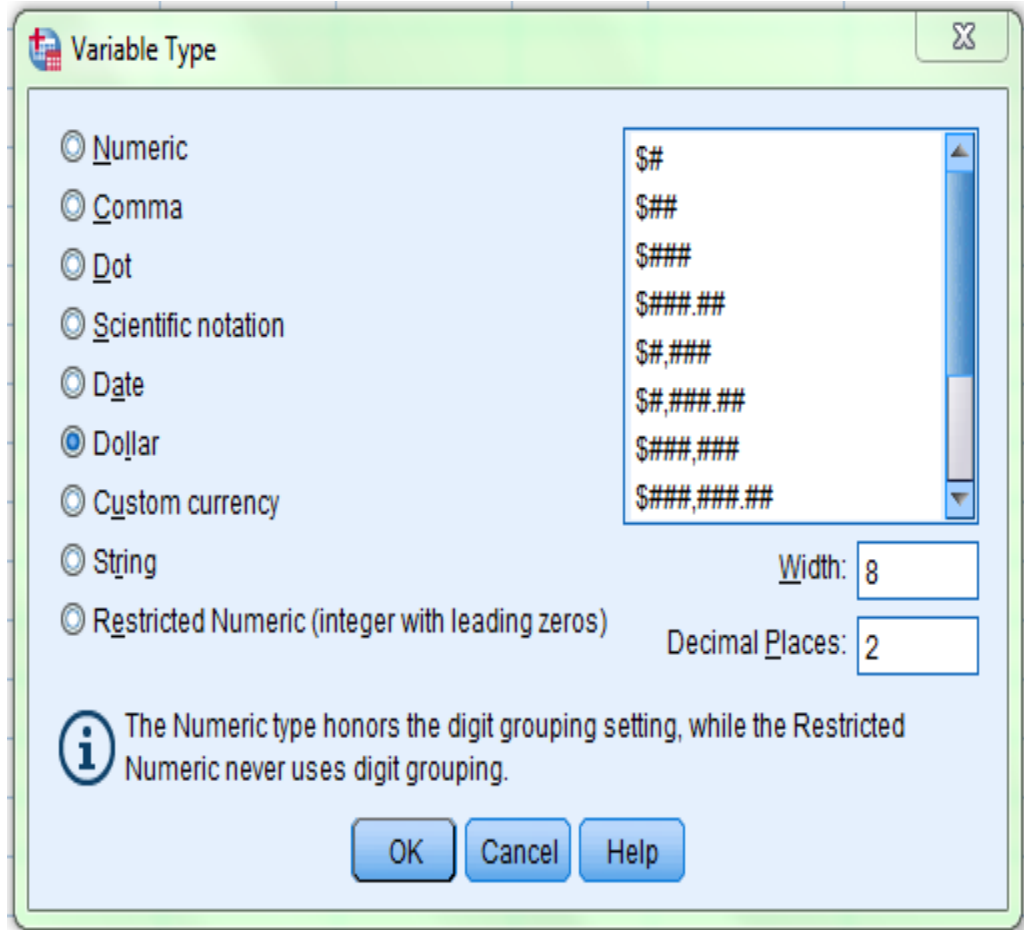 Variable Type
Numeric
Comma
Dot
Scientific notation
Date
Dollar
Custom currency
String
Restricted Numeric (integer with leading zeros)
$#
$##
$###
$###.##
$#,###
$#,###.##
$###,###
$###,###.##
Width: 8
Decimal Places: 2
The Numeric type honors the digit grouping setting, while the Restricted
Numeric never uses digit grouping.
OK Cancel Help